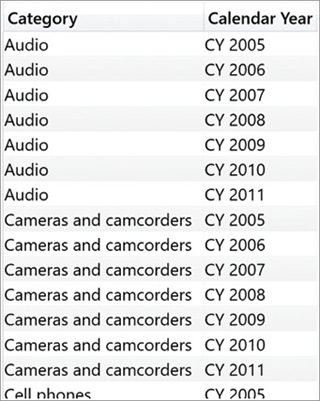 Category Calendar Year
Audio CY 2005
Audio CY 2006
Audio CY 2007
Audio CY 2008
Audio CY 2009
Audio CY 2010
Audio CY 2011
Cameras and camcorders CY 2005
Cameras and camcorders CY 2006
Cameras and camcorders CY 2007
Cameras and camcorders CY 2008
Cameras and camcorders CY 2009
Cameras and camcorders CY 2010
Cameras and camcorders CY 2011
Cell phones CY 2005